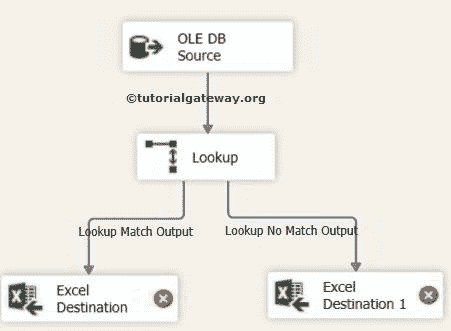 OLE DB
Source
©tutorialgateway.org
Lookup
Lookup Match Output
Lookup No Match Output
Excel
Destination
Excel
Destination 1